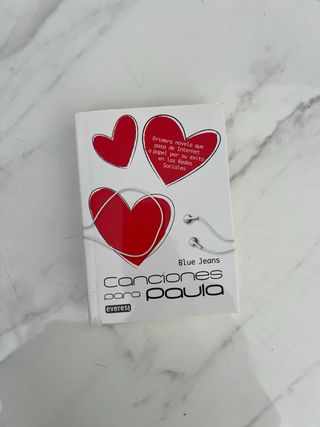 Primera novela que
pasa de Internet
a papel por su éxito
en las Redes
Sociales
Blue Jeans
canciones
para paula
everest